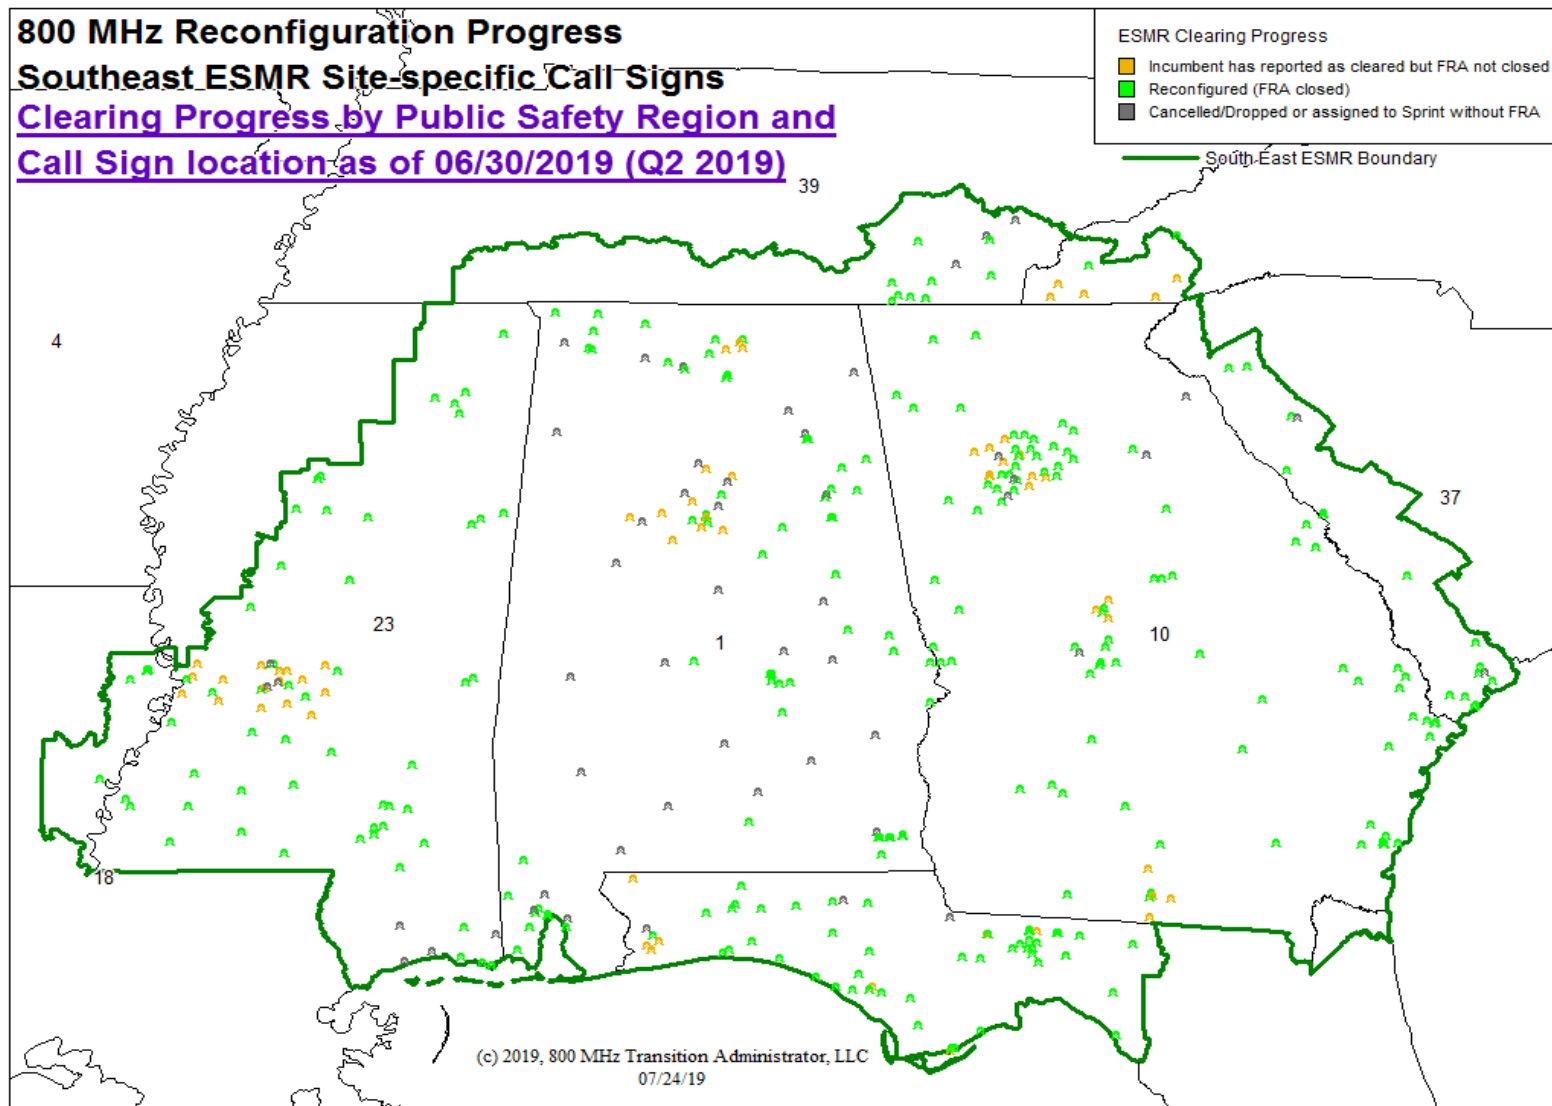 800 MHz Reconfiguration Progress
Southeast ESMR Site-specific Call Signs
Clearing Progress by Public Safety Region and
Call Sign location as of 06/30/2019 (Q2 2019)
ESMR Clearing Progress
Incumbent has reported as cleared but FRA not closed
Reconfigured (FRA closed)
Cancelled/Dropped or assigned to Sprint without FRA
South East ESMR Boundary
39
4
37
23
1
10
18
(c) 2019, 800 MHz Transition Administrator, LLC
07/24/19